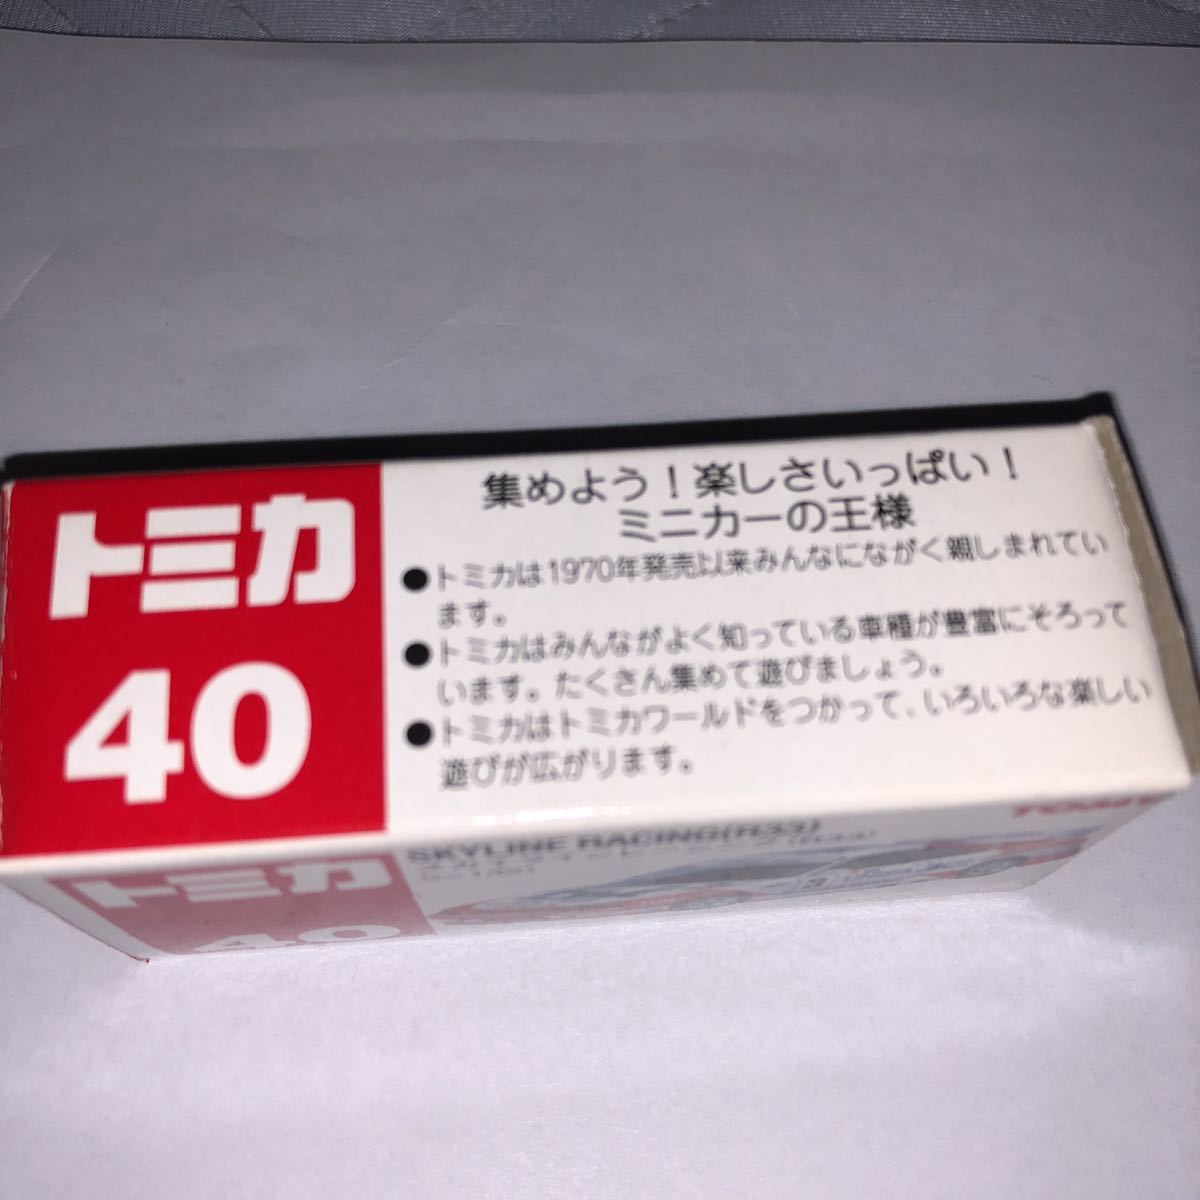 トミカ
40
集めよう！楽しさいっぱい！
ミニカーの王様
●トミカは1970年発売以来みんなにながく親しまれてい
ます。
●トミカはみんながよく知っている車種が豊富にそろって
います。たくさん集めて遊びましょう。
●トミカはトミカワールドをつかって、いろいろな楽しい
遊びが広がります。
トミカ
40
SKYLINE RACING(R33)
TOMY